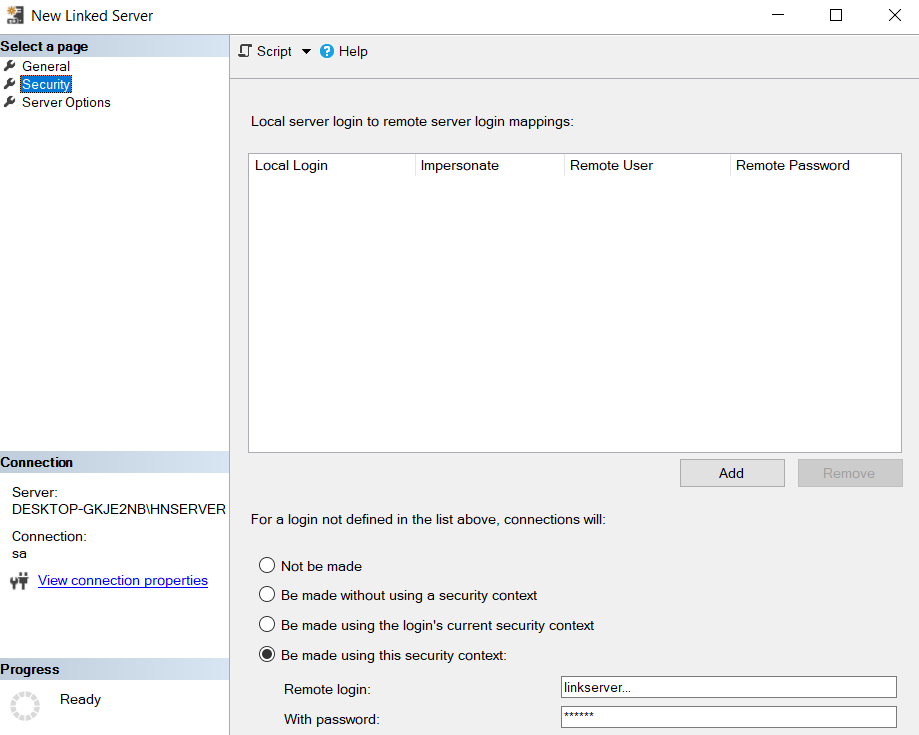 New Linked Server
Select a page
General
Security
Server Options
Script
Help
Local server login to remote server login mappings:
Local Login Impersonate Remote User Remote Password
Add Remove
For a login not defined in the list above, connections will:
Not be made
Be made without using a security context
Be made using the login's current security context
Be made using this security context:
Remote login: linkserver...
With password: ******
Connection
Server:
DESKTOP-GKJE2NB\HNSERVER
Connection:
sa
View connection properties
Progress
Ready